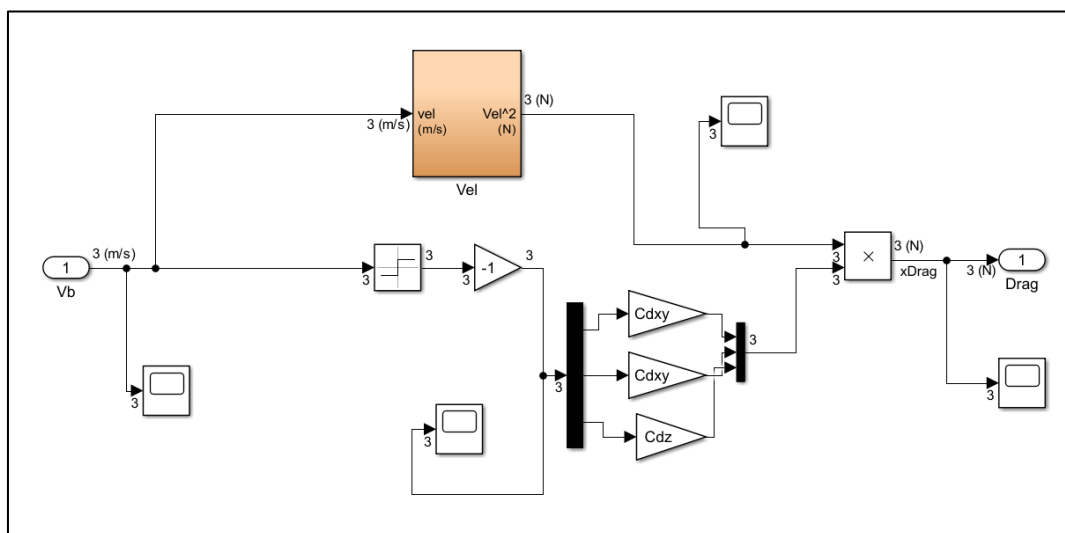 3 (N)
vel
Vel^2
3 (m/s)
(m/s)
(N)
3
Vel
3 (m/s)
3
3
3
3 (N)
1
3
-1
3
×
1
Vb
3
xDrag
3 (N)
Drag
Cdxy
3
3
Cdxy
3
3
3
Cdz